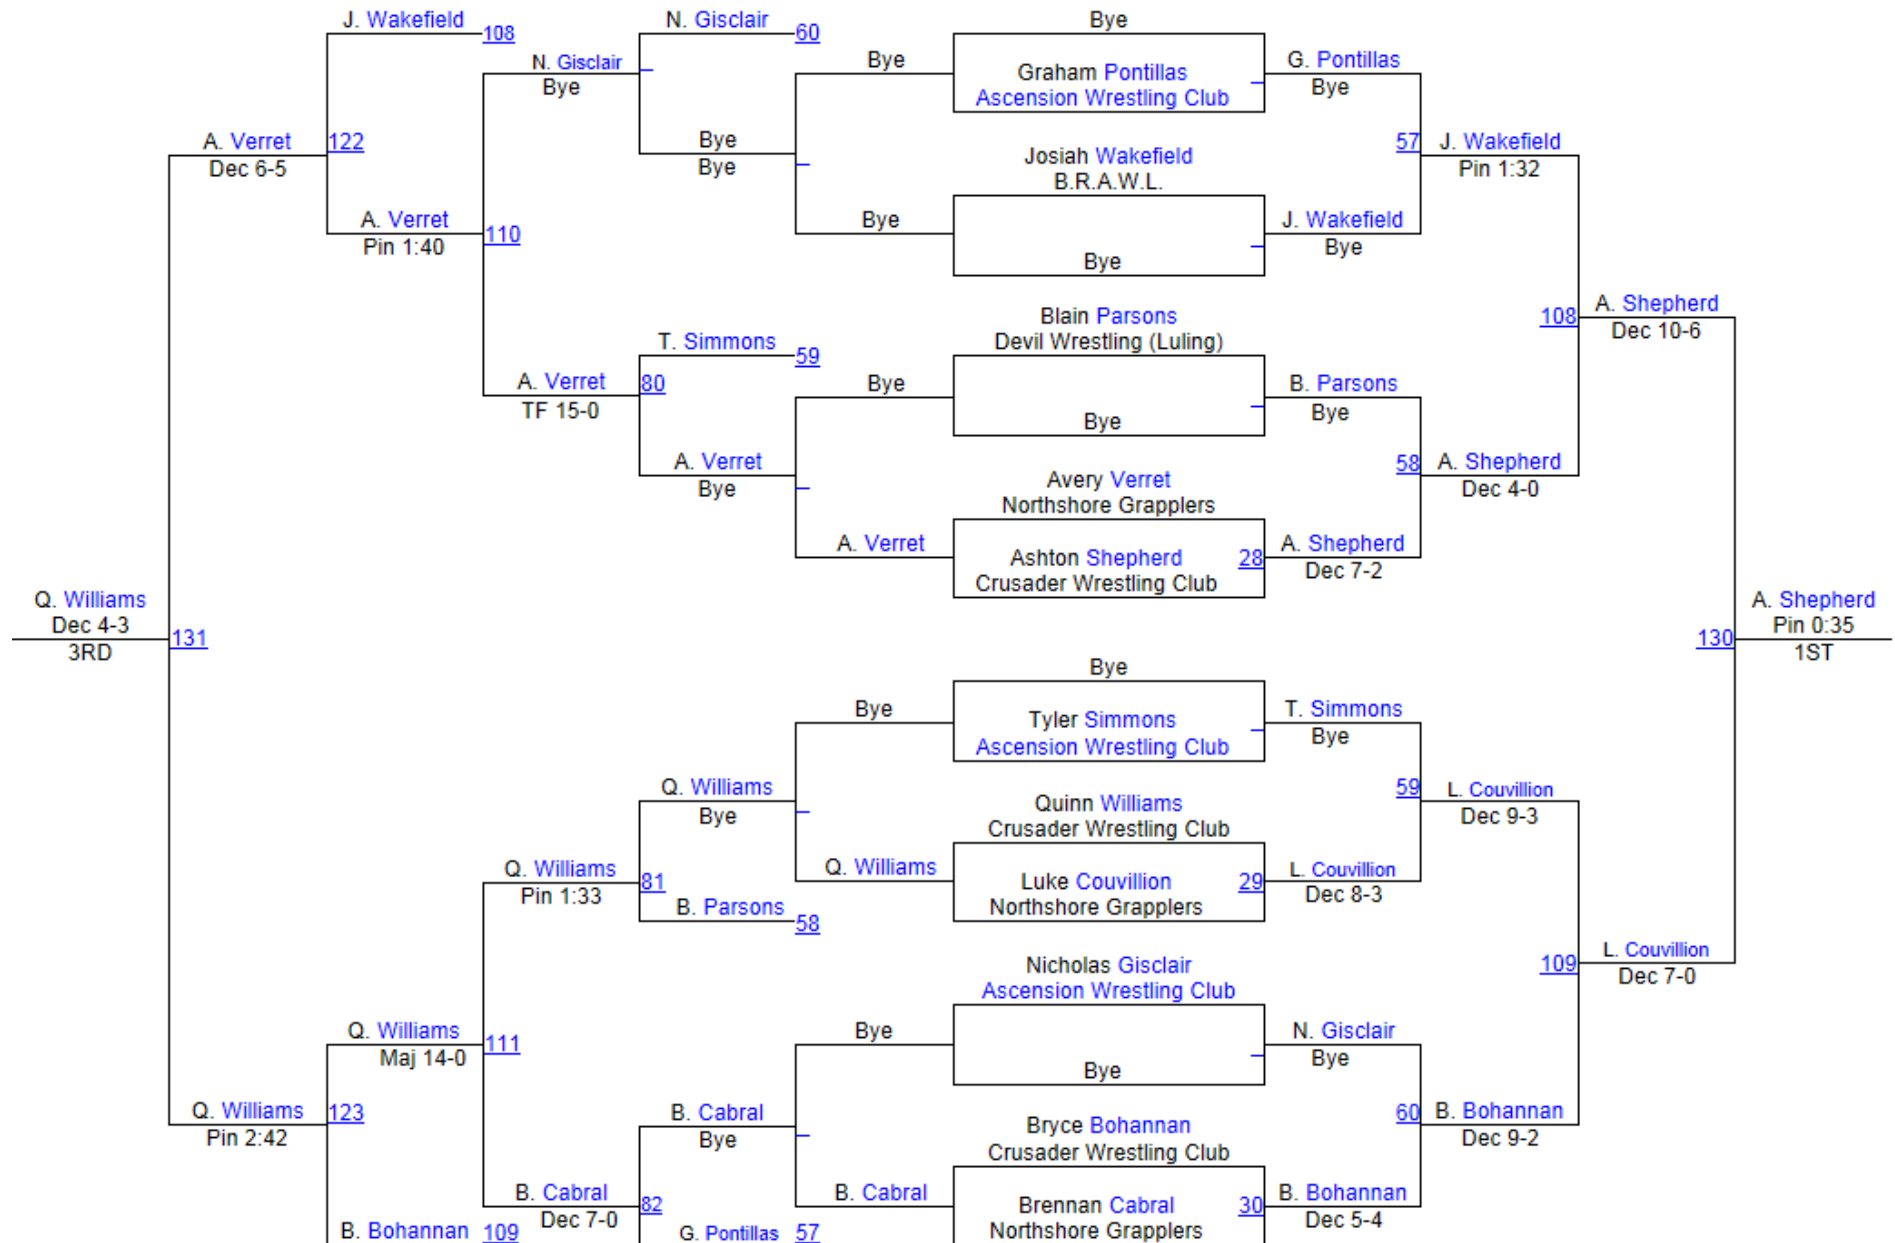 J. Wakefield
108
N. Gisclair
60
Bye
N. Gisclair
Bye
Bye
Graham Pontillas
Ascension Wrestling Club
G. Pontillas
Bye
A. Verret
Dec 6-5
122
Bye
Bye
Josiah Wakefield
B.R.A.W.L.
57
J. Wakefield
Pin 1:32
A. Verret
Pin 1:40
110
Bye
Bye
J. Wakefield
Bye
Blain Parsons
Devil Wrestling (Luling)
108
A. Shepherd
Dec 10-6
T. Simmons
59
A. Verret
TF 15-0
80
Bye
Bye
B. Parsons
Bye
A. Verret
Bye
Avery Verret
Northshore Grapplers
58
A. Shepherd
Dec 4-0
A. Verret
Ashton Shepherd
Crusader Wrestling Club
28
A. Shepherd
Dec 7-2
Q. Williams
Dec 4-3
3RD
131
130
A. Shepherd
Pin 0:35
1ST
Bye
Bye
Tyler Simmons
Ascension Wrestling Club
T. Simmons
Bye
Q. Williams
Bye
Quinn Williams
Crusader Wrestling Club
59
L. Couvillion
Dec 9-3
Q. Williams
Pin 1:33
81
Q. Williams
Luke Couvillion
Northshore Grapplers
29
L. Couvillion
Dec 8-3
B. Parsons
58
Nicholas Gisclair
Ascension Wrestling Club
109
L. Couvillion
Dec 7-0
Q. Williams
Maj 14-0
111
Bye
Bye
N. Gisclair
Bye
Q. Williams
Pin 2:42
123
B. Cabral
Bye
Bryce Bohannan
Crusader Wrestling Club
60
B. Bohannan
Dec 9-2
B. Cabral
Dec 7-0
82
B. Cabral
Brennan Cabral
Northshore Grapplers
30
B. Bohannan
Dec 5-4
B. Bohannan
109
G. Pontillas
57